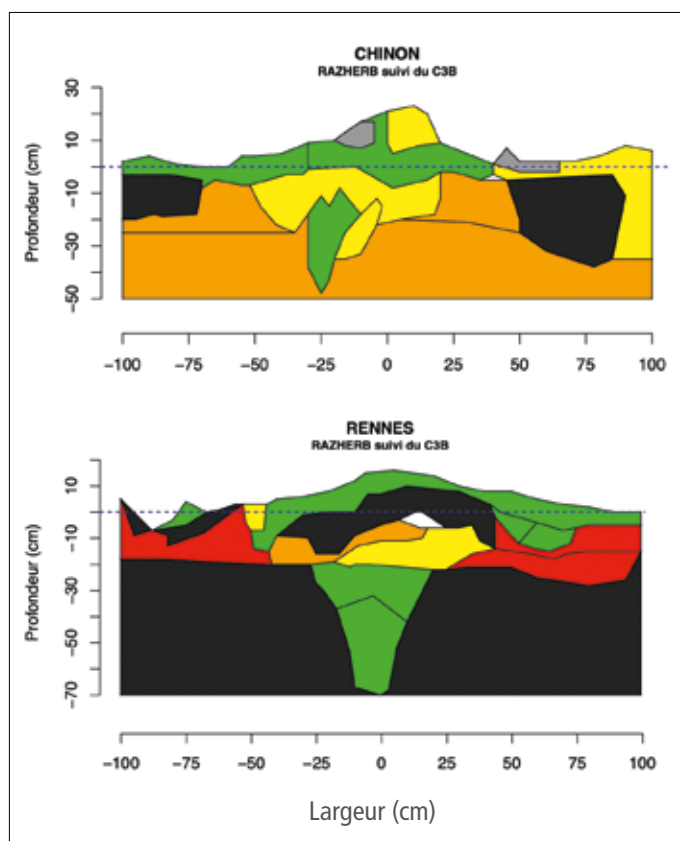 CHINON
RAZHERB suivi du C3B
Profondeur (cm)
30
10
−10
−30
−50
−100 −75 −50 −25 0 25 50 75 100
RENNES
RAZHERB suivi du C3B
Profondeur (cm)
10
−10
−30
−50
−70
−100 −75 −50 −25 0 25 50 75 100
Largeur (cm)